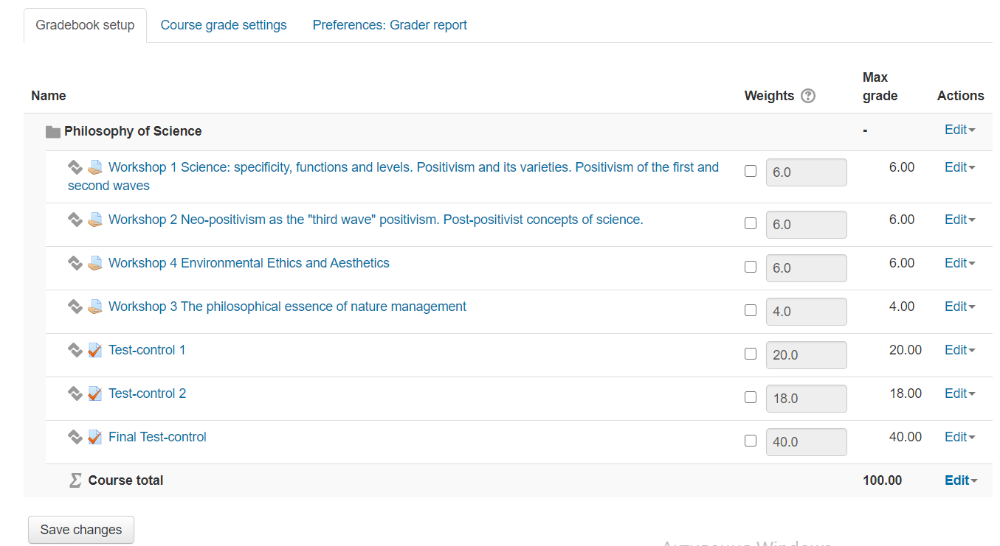 Gradebook setup Course grade settings Preferences: Grader report
Max
Name Weights grade Actions
Philosophy of Science - Edit
Workshop 1 Science: specificity, functions and levels. Positivism and its varieties. Positivism of the first and 6.0 6.00 Edit
second waves
Workshop 2 Neo-positivism as the "third wave" positivism. Post-positivist concepts of science. 6.0 6.00 Edit
Workshop 4 Environmental Ethics and Aesthetics 6.0 6.00 Edit
Workshop 3 The philosophical essence of nature management 4.0 4.00 Edit
Test-control 1 20.0 20.00 Edit
Test-control 2 18.0 18.00 Edit
Final Test-control 40.0 40.00 Edit
Σ Course total 100.00 Edit
Save changes